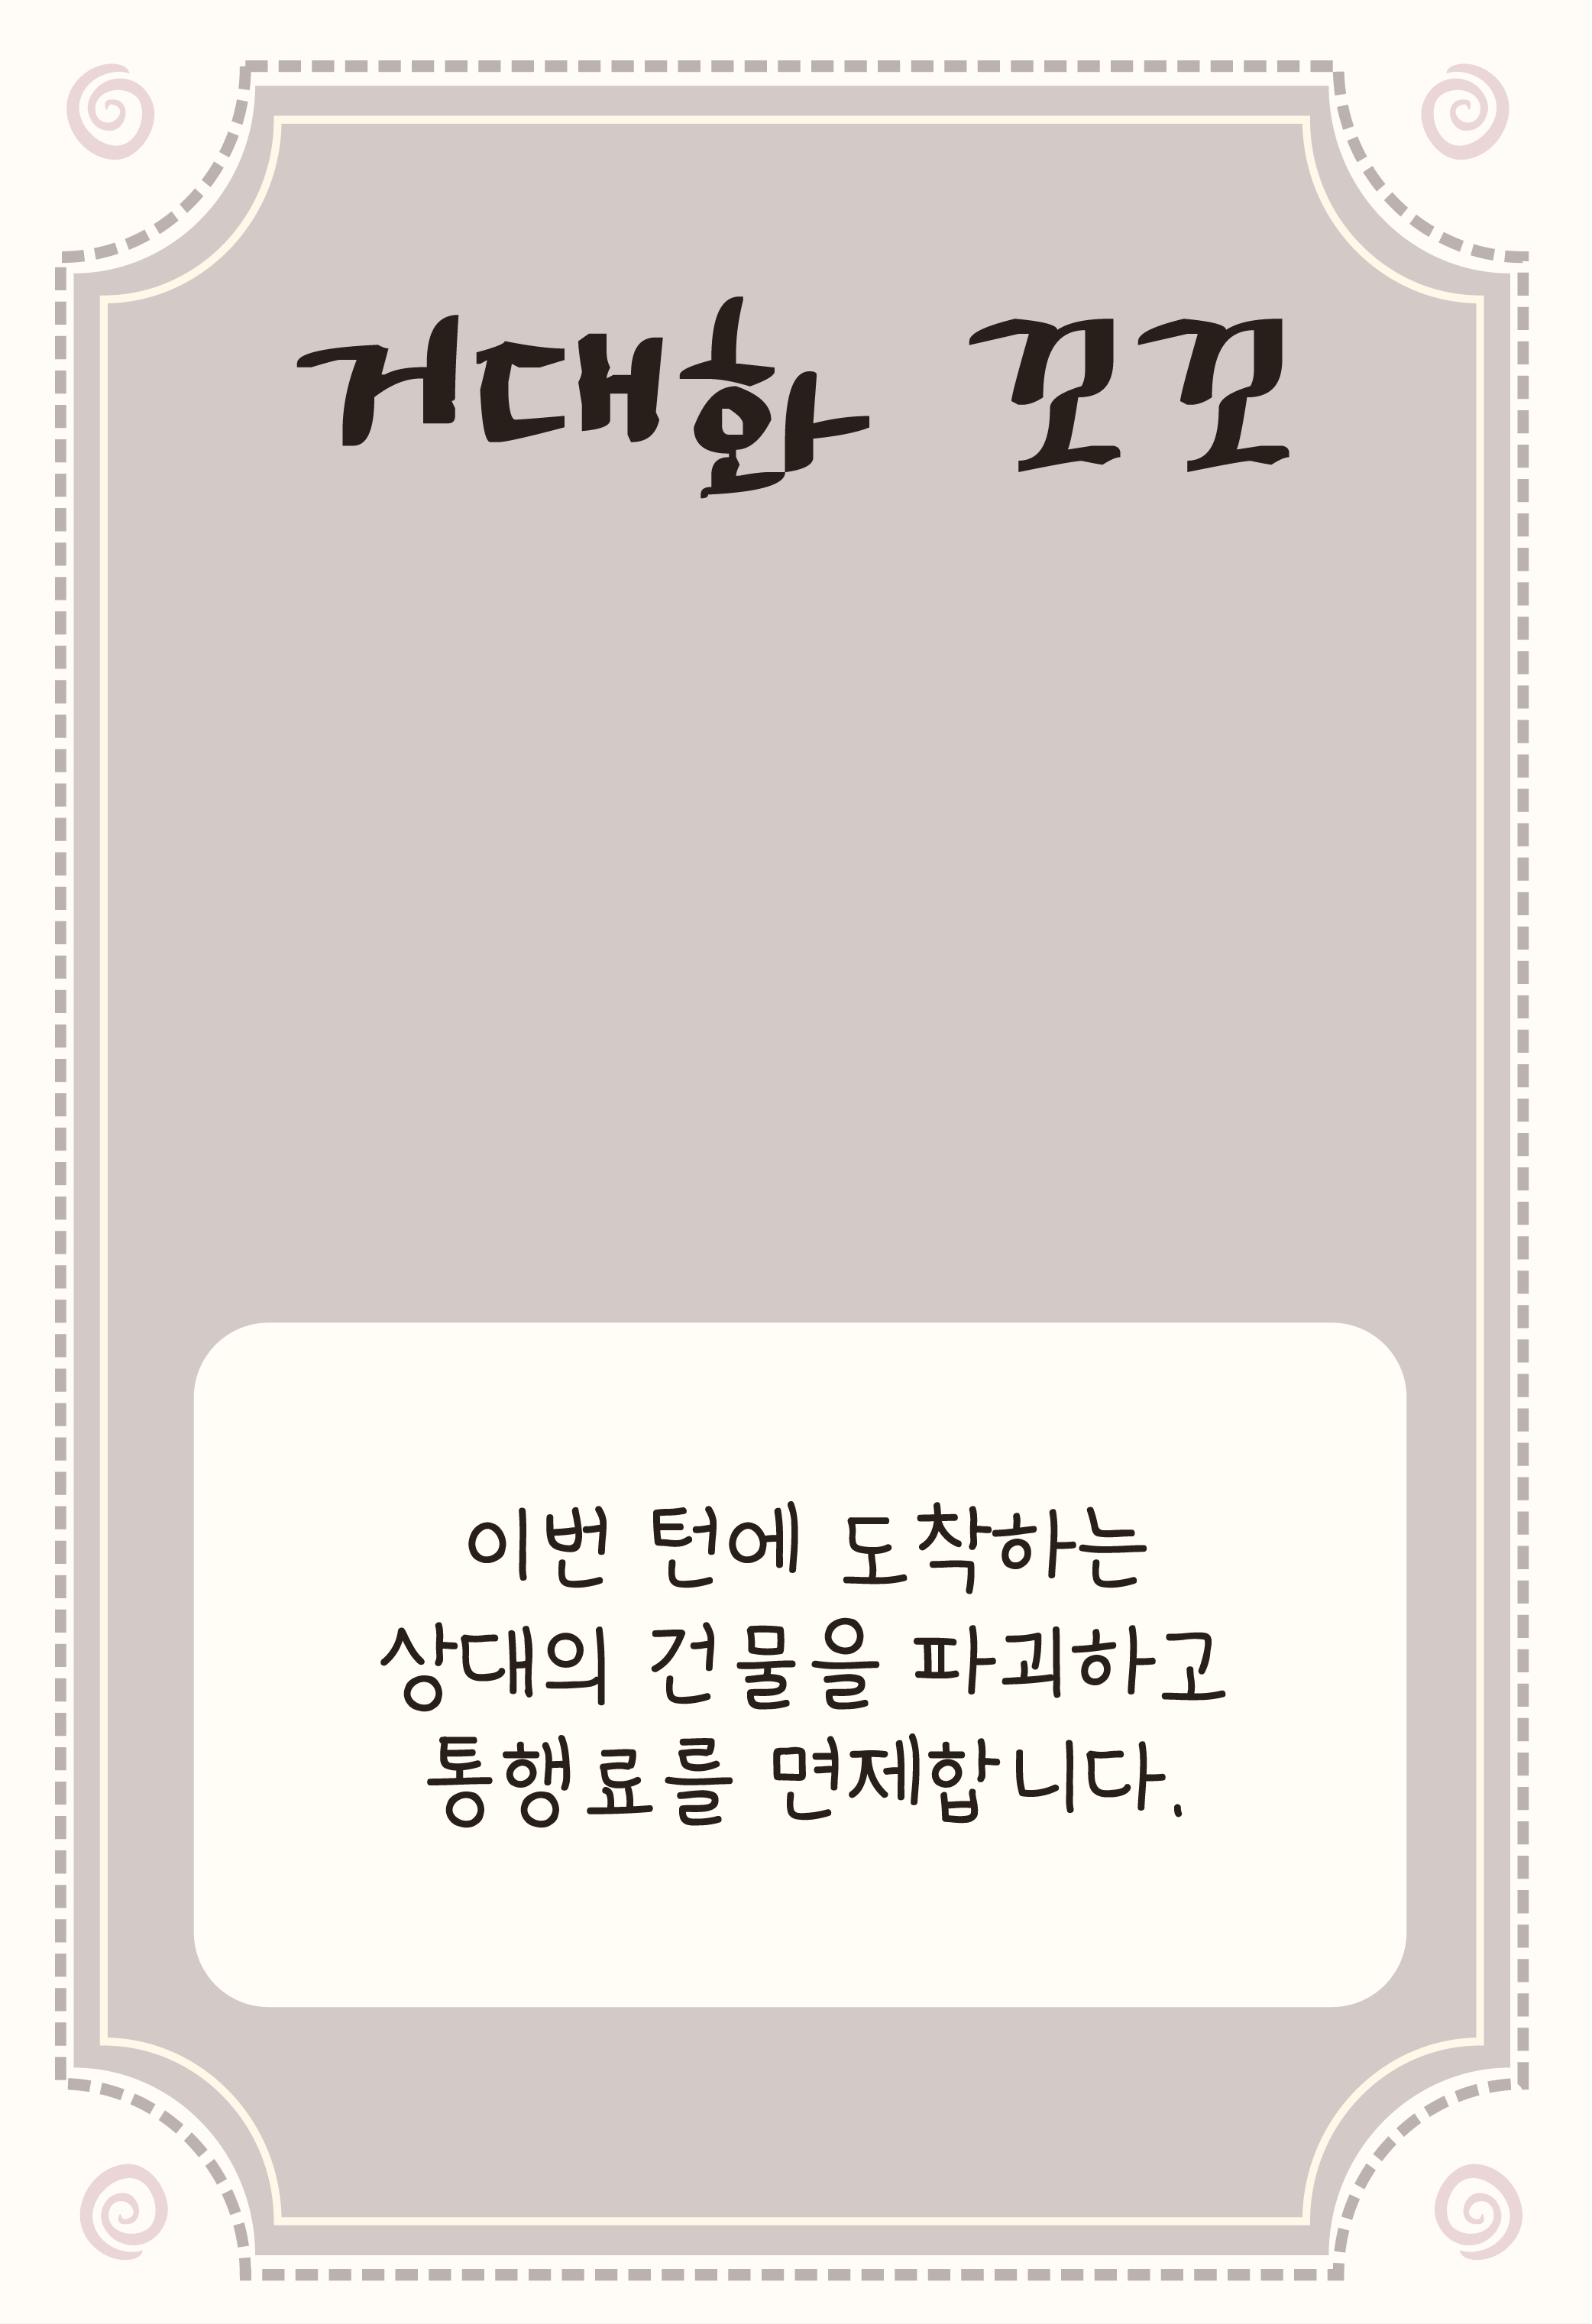 거대한 꼬꼬
이번 턴에 도착하는
상대의 건물을 파괴하고
통행료를 면제합니다.